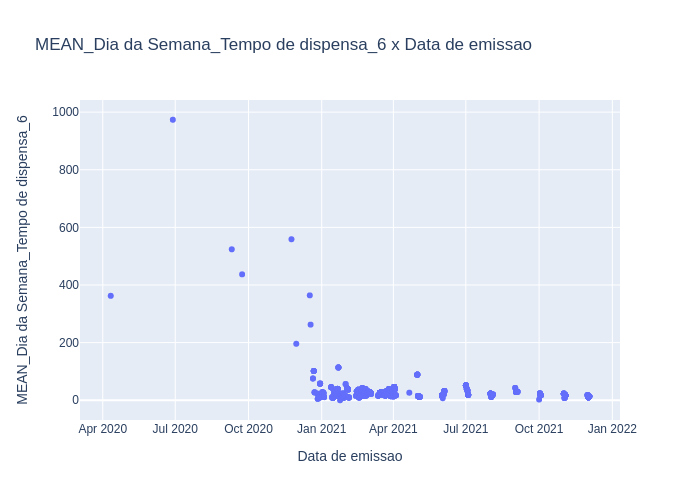 MEAN_Dia da Semana_Tempo de dispensa_6 x Data de emissao
1000
800
600
400
200
0
MEAN_Dia da Semana_Tempo de dispensa_6
Apr 2020 Jul 2020 Oct 2020 Jan 2021 Apr 2021 Jul 2021 Oct 2021 Jan 2022
Data de emissao